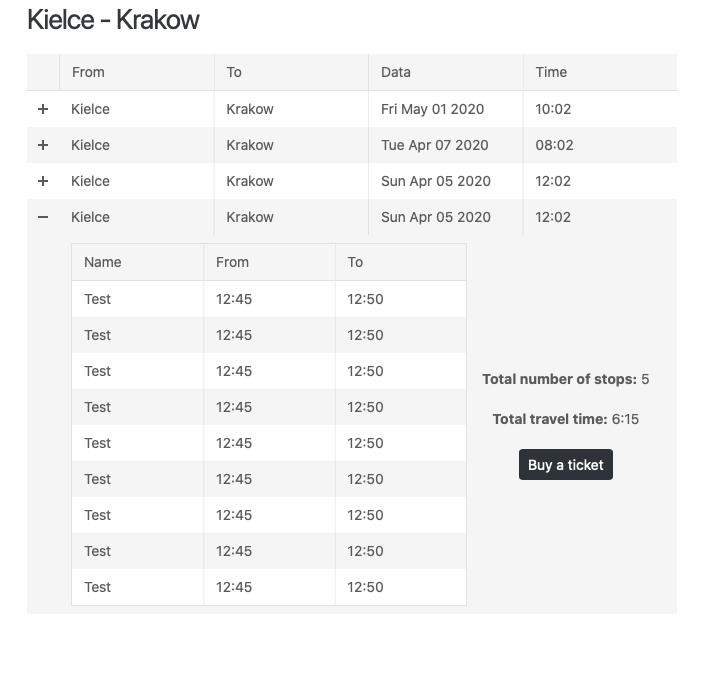 Kielce - Krakow
From To Data Time
+ Kielce Krakow Fri May 01 2020 10:02
+ Kielce Krakow Tue Apr 07 2020 08:02
+ Kielce Krakow Sun Apr 05 2020 12:02
− Kielce Krakow Sun Apr 05 2020 12:02
Name From To
Test 12:45 12:50
Test 12:45 12:50
Test 12:45 12:50
Test 12:45 12:50
Test 12:45 12:50
Test 12:45 12:50
Test 12:45 12:50
Test 12:45 12:50
Test 12:45 12:50
Total number of stops: 5
Total travel time: 6:15
Buy a ticket